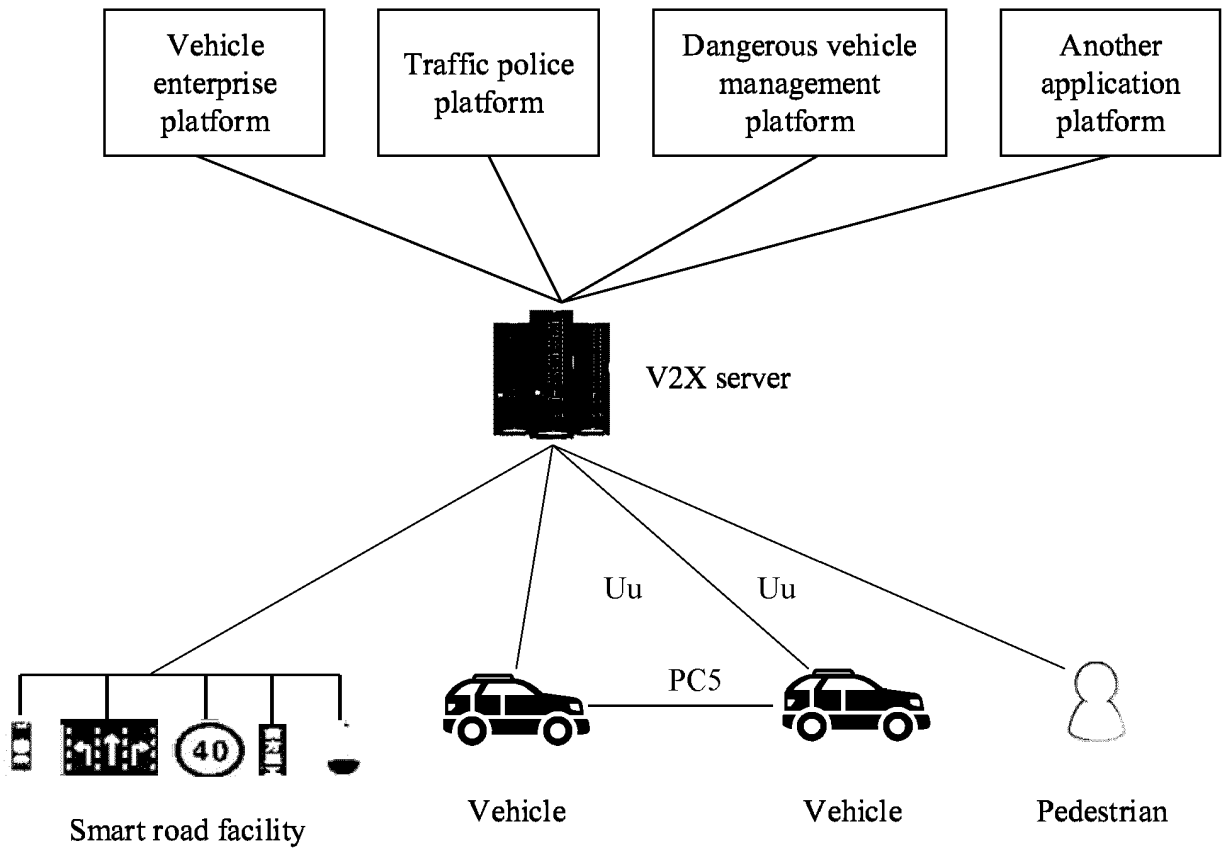 Vehicle
enterprise
platform
Traffic police
platform
Dangerous vehicle
management
platform
Another
application
platform
V2X server
Uu
Uu
PC5
40
Smart road facility
Vehicle
Vehicle
Pedestrian